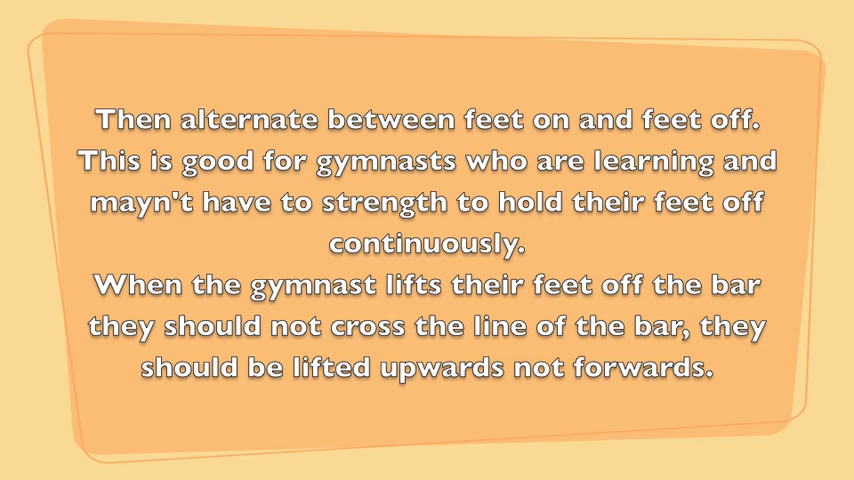 Then alternate between feet on and feet off.
This is good for gymnasts who are learning and
mayn't have to strength to hold their feet off
continuously.
When the gymnast lifts their feet off the bar
they should not cross the line of the bar, they
should be lifted upwards not forwards.